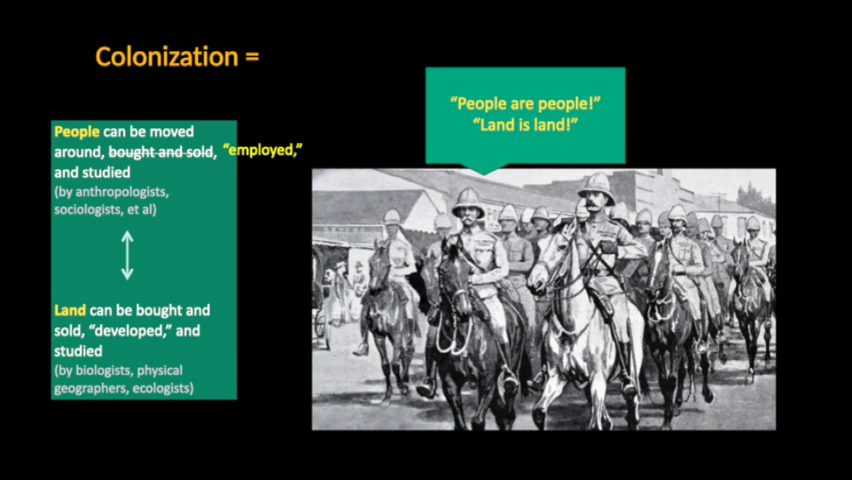 Colonization =
"People are people!"
"Land is land!"
People can be moved
around, bought and sold, "employed,"
and studied
(by anthropologists,
sociologists, et al)
Land can be bought and
sold, "developed," and
studied
(by biologists, physical
geographers, ecologists)